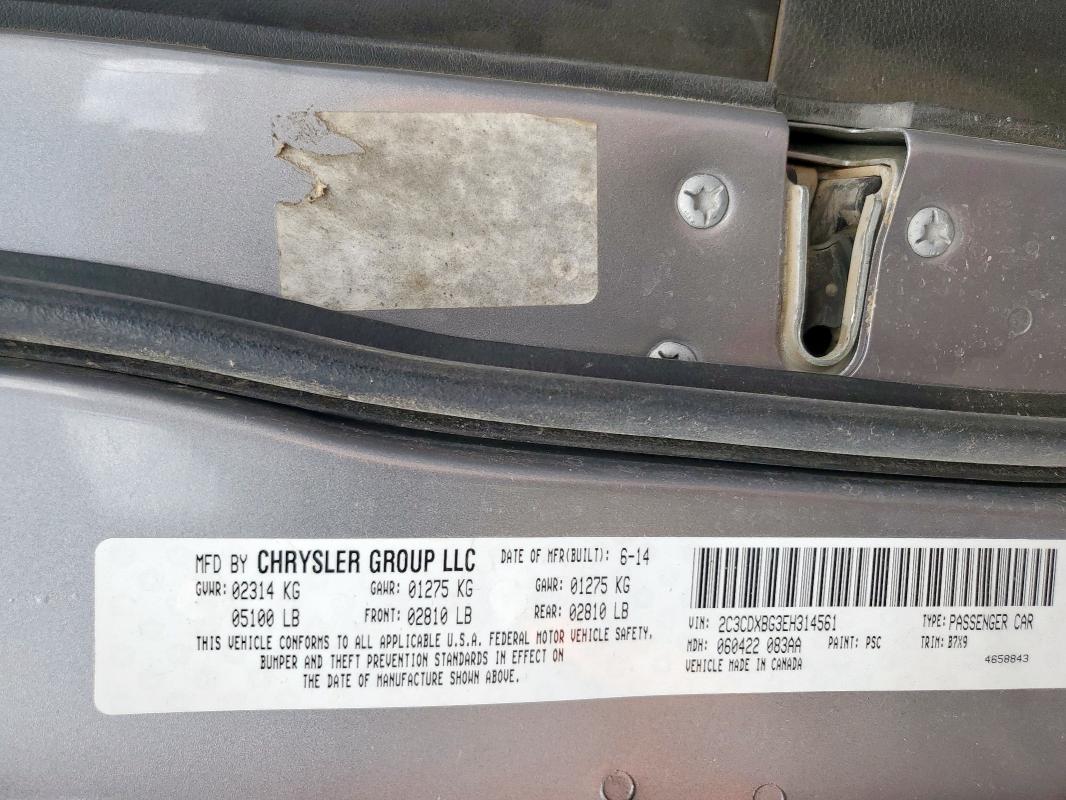 MFD BY CHRYSLER GROUP LLC DATE OF MFR(BUILT): 6-14
GVWR: 02314 KG GAWR: 01275 KG GAWR: 01275 KG
05100 LB FRONT: 02810 LB REAR: 02810 LB
THIS VEHICLE CONFORMS TO ALL APPLICABLE U.S.A. FEDERAL MOTOR VEHICLE SAFETY,
BUMPER AND THEFT PREVENTION STANDARDS IN EFFECT ON
THE DATE OF MANUFACTURE SHOWN ABOVE.
VIN: 2C3CDXBG3EH314561 TYPE: PASSENGER CAR
MDH: 060422 083AA PAINT: PSC TRIM: B7X9
VEHICLE MADE IN CANADA 4658843